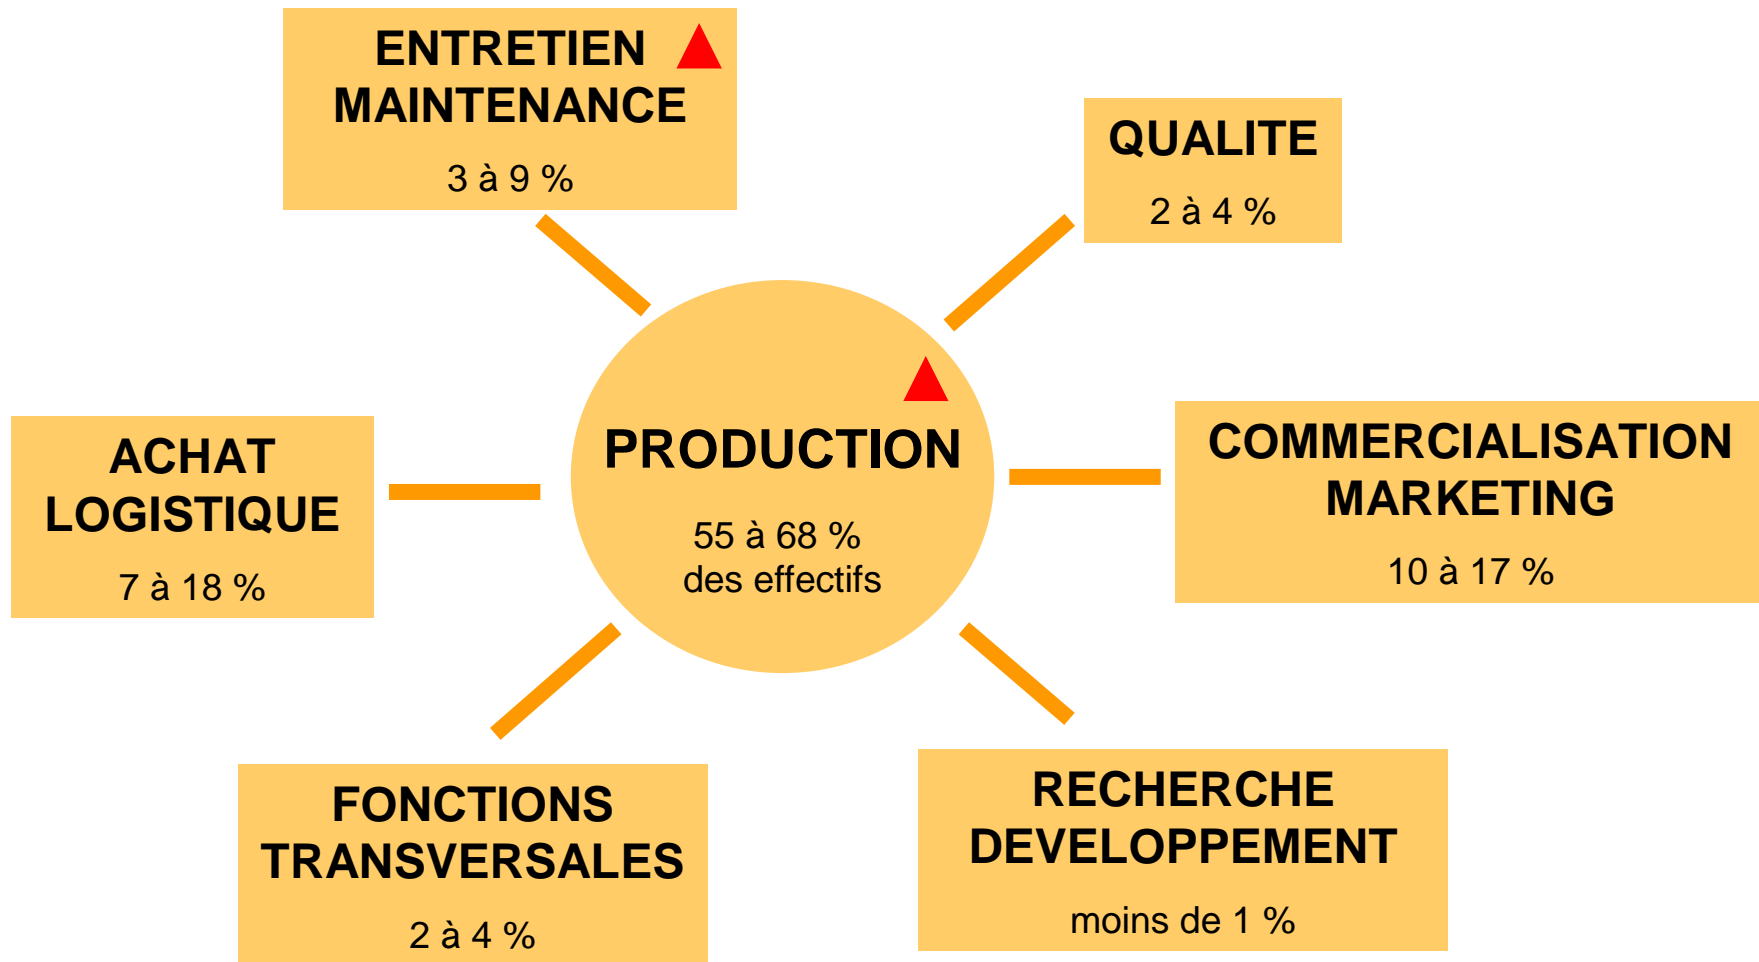 ENTRETIEN
MAINTENANCE
3 à 9 %
QUALITE
2 à 4 %
PRODUCTION
55 à 68 %
des effectifs
ACHAT
LOGISTIQUE
7 à 18 %
COMMERCIALISATION
MARKETING
10 à 17 %
FONCTIONS
TRANSVERSALES
2 à 4 %
RECHERCHE
DEVELOPPEMENT
moins de 1 %